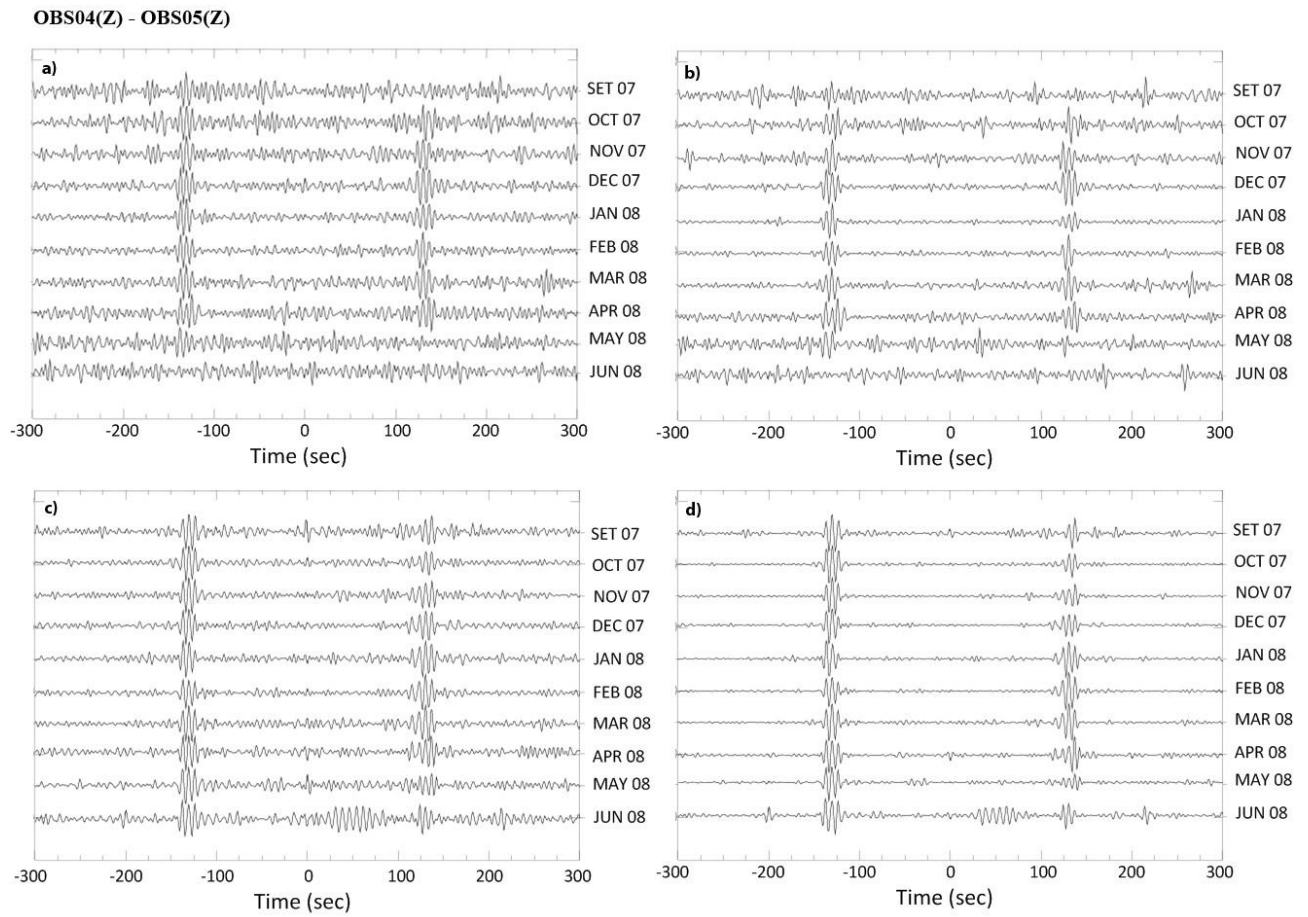 OBS04(Z) - OBS05(Z)
a)
SET 07
OCT 07
NOV 07
DEC 07
JAN 08
FEB 08
MAR 08
APR 08
MAY 08
JUN 08
-300 -200 -100 0 100 200 300
Time (sec)
b)
SET 07
OCT 07
NOV 07
DEC 07
JAN 08
FEB 08
MAR 08
APR 08
MAY 08
JUN 08
-300 -200 -100 0 100 200 300
Time (sec)
c)
SET 07
OCT 07
NOV 07
DEC 07
JAN 08
FEB 08
MAR 08
APR 08
MAY 08
JUN 08
-300 -200 -100 0 100 200 300
Time (sec)
d)
SET 07
OCT 07
NOV 07
DEC 07
JAN 08
FEB 08
MAR 08
APR 08
MAY 08
JUN 08
-300 -200 -100 0 100 200 300
Time (sec)